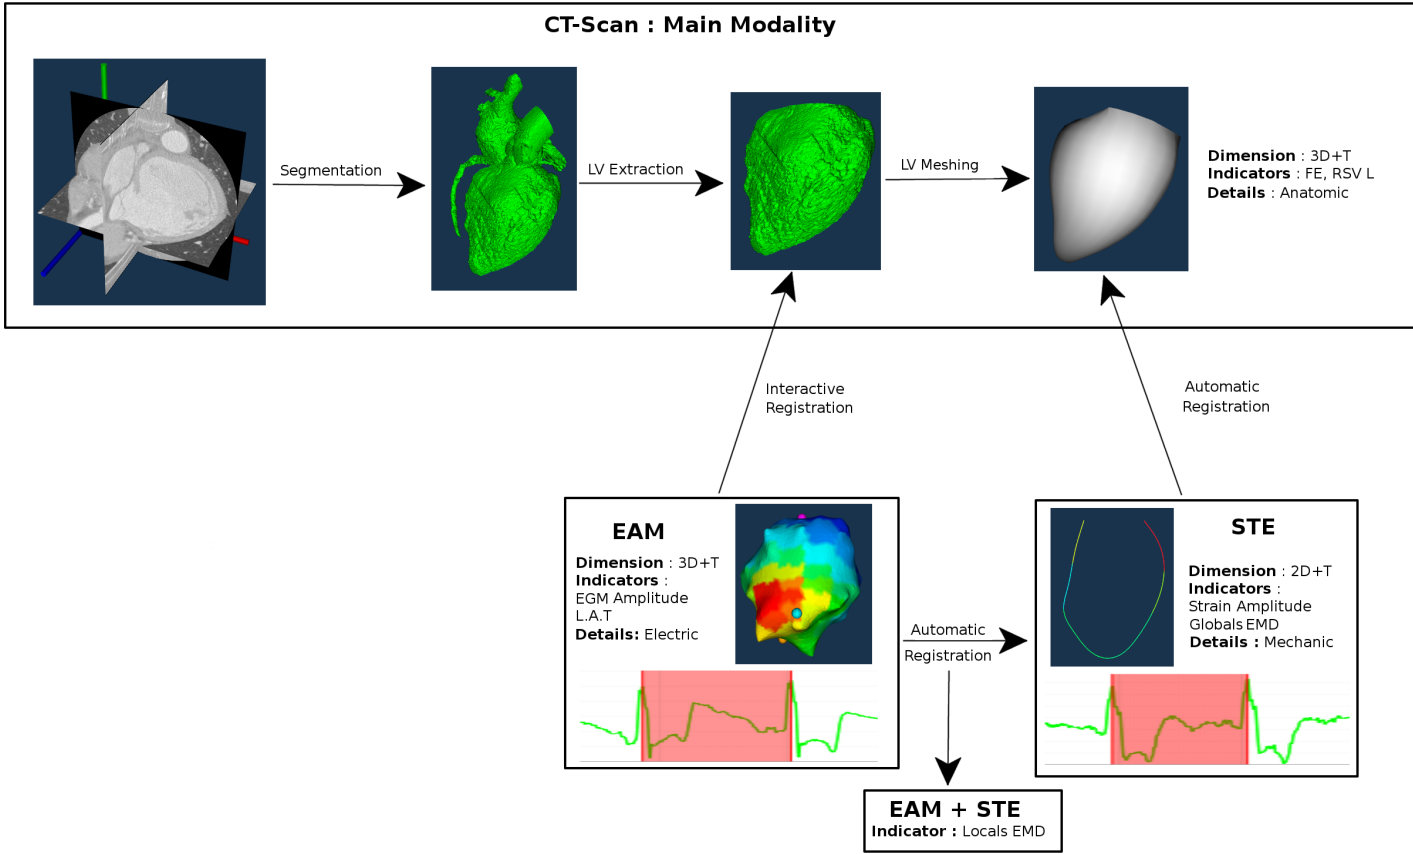 CT-Scan : Main Modality
Segmentation
LV Extraction
LV Meshing
Dimension : 3D+T
Indicators : FE, RSV L
Details : Anatomic
Interactive
Registration
Automatic
Registration
EAM
Dimension : 3D+T
Indicators :
EGM Amplitude
L.A.T
Details: Electric
Automatic
Registration
STE
Dimension : 2D+T
Indicators :
Strain Amplitude
Globals EMD
Details : Mechanic
EAM + STE
Indicator : Locals EMD